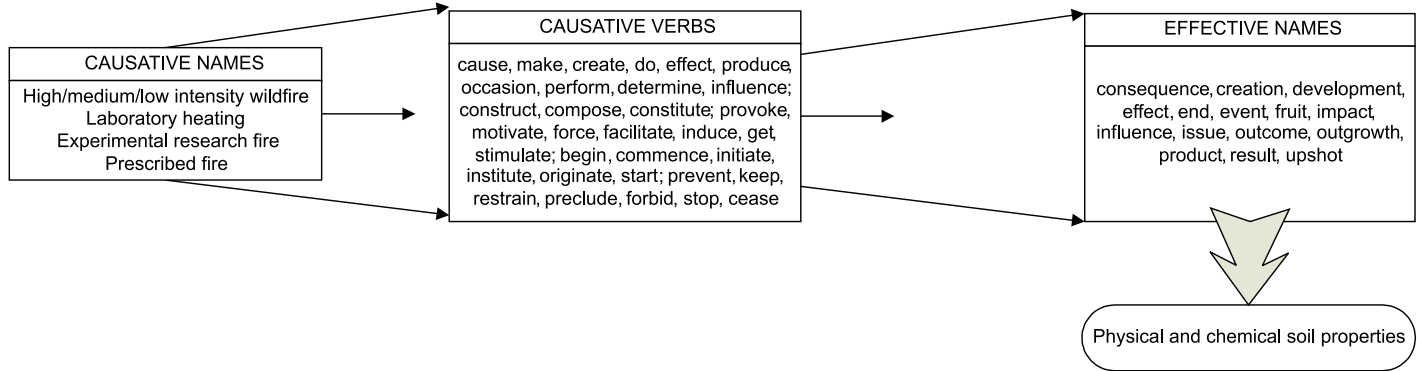 CAUSATIVE NAMES
High/medium/low intensity wildfire
Laboratory heating
Experimental research fire
Prescribed fire
CAUSATIVE VERBS
cause, make, create, do, effect, produce,
occasion, perform, determine, influence;
construct, compose, constitute; provoke,
motivate, force, facilitate, induce, get,
stimulate; begin, commence, initiate,
institute, originate, start; prevent, keep,
restrain, preclude, forbid, stop, cease
EFFECTIVE NAMES
consequence, creation, development,
effect, end, event, fruit, impact,
influence, issue, outcome, outgrowth,
product, result, upshot
Physical and chemical soil properties